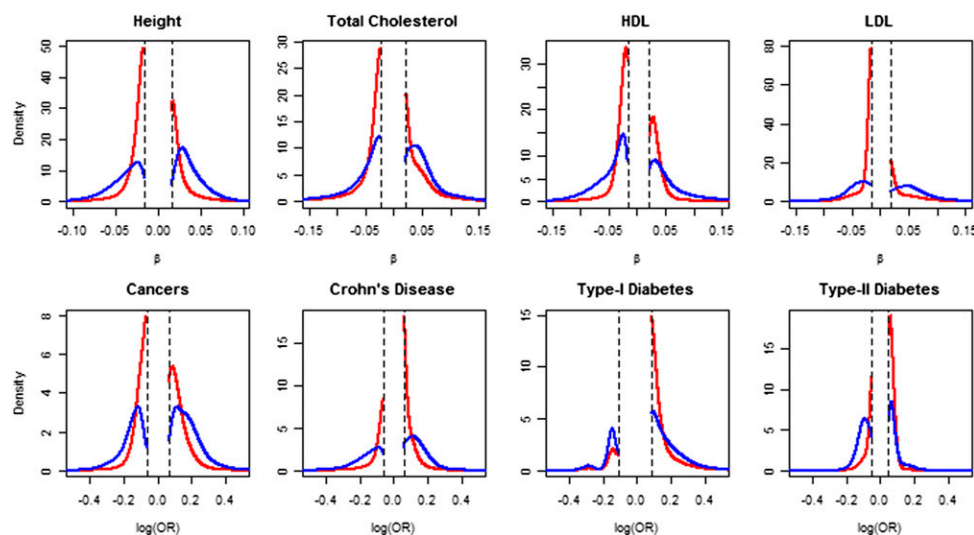 Height
Total Cholesterol
HDL
LDL
Density
0 10 20 30 40 50
-0.10 -0.05 0.00 0.05 0.10
β
0 5 10 15 20 25 30
-0.15 -0.05 0.05 0.15
β
0 5 10 20 30
-0.15 -0.05 0.05 0.15
β
0 20 40 60 80
-0.15 -0.05 0.05 0.15
β
Cancers
Crohn's Disease
Type-I Diabetes
Type-II Diabetes
Density
0 2 4 6 8
-0.4 -0.2 0.0 0.2 0.4
log(OR)
0 5 10 15
-0.4 -0.2 0.0 0.2 0.4
log(OR)
0 5 10 15
-0.4 -0.2 0.0 0.2 0.4
log(OR)
0 5 10 15
-0.4 -0.2 0.0 0.2 0.4
log(OR)